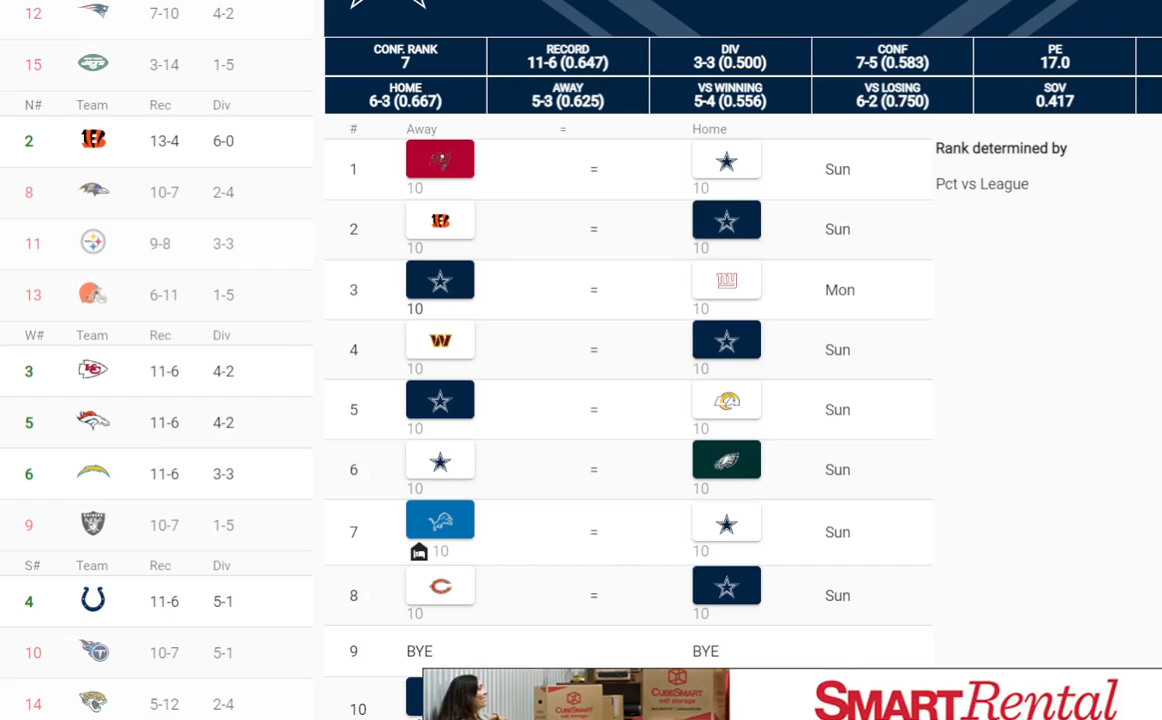 12 7-10 4-2
15 3-14 1-5
N# Team Rec Div
2 13-4 6-0
8 10-7 2-4
11 9-8 3-3
13 6-11 1-5
W# Team Rec Div
3 11-6 4-2
5 11-6 4-2
6 11-6 3-3
9 10-7 1-5
S# Team Rec Div
4 11-6 5-1
10 10-7 5-1
14 5-12 2-4
CONF. RANK RECORD DIV CONF PE
7 11-6 (0.647) 3-3 (0.500) 7-5 (0.583) 17.0
HOME AWAY VS WINNING VS LOSING SOV
6-3 (0.667) 5-3 (0.625) 5-4 (0.556) 6-2 (0.750) 0.417
# Away = Home
1 = Sun
10 10
2 = Sun
10 10
3 = Mon
10 10
4 = Sun
10 10
5 = Sun
10 10
6 = Sun
10 10
7 = Sun
10 10
8 = Sun
10 10
9 BYE BYE
10
Rank determined by
Pct vs League
CUBESMART
self storage
SMARTRental